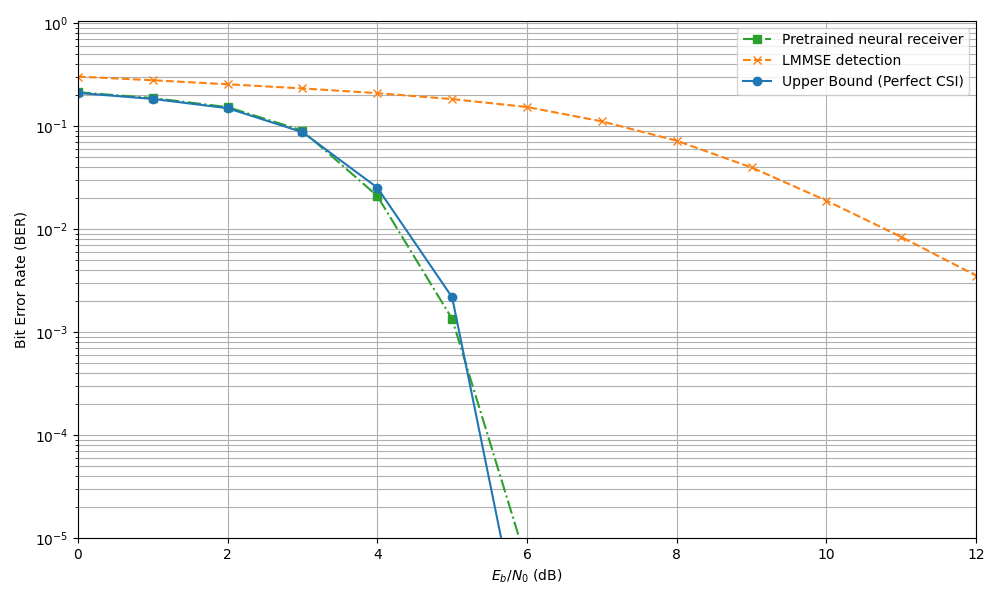 10⁰
10⁻¹
10⁻²
10⁻³
10⁻⁴
10⁻⁵
Bit Error Rate (BER)
0 2 4 6 8 10 12
E_b/N_0 (dB)
Pretrained neural receiver
LMMSE detection
Upper Bound (Perfect CSI)